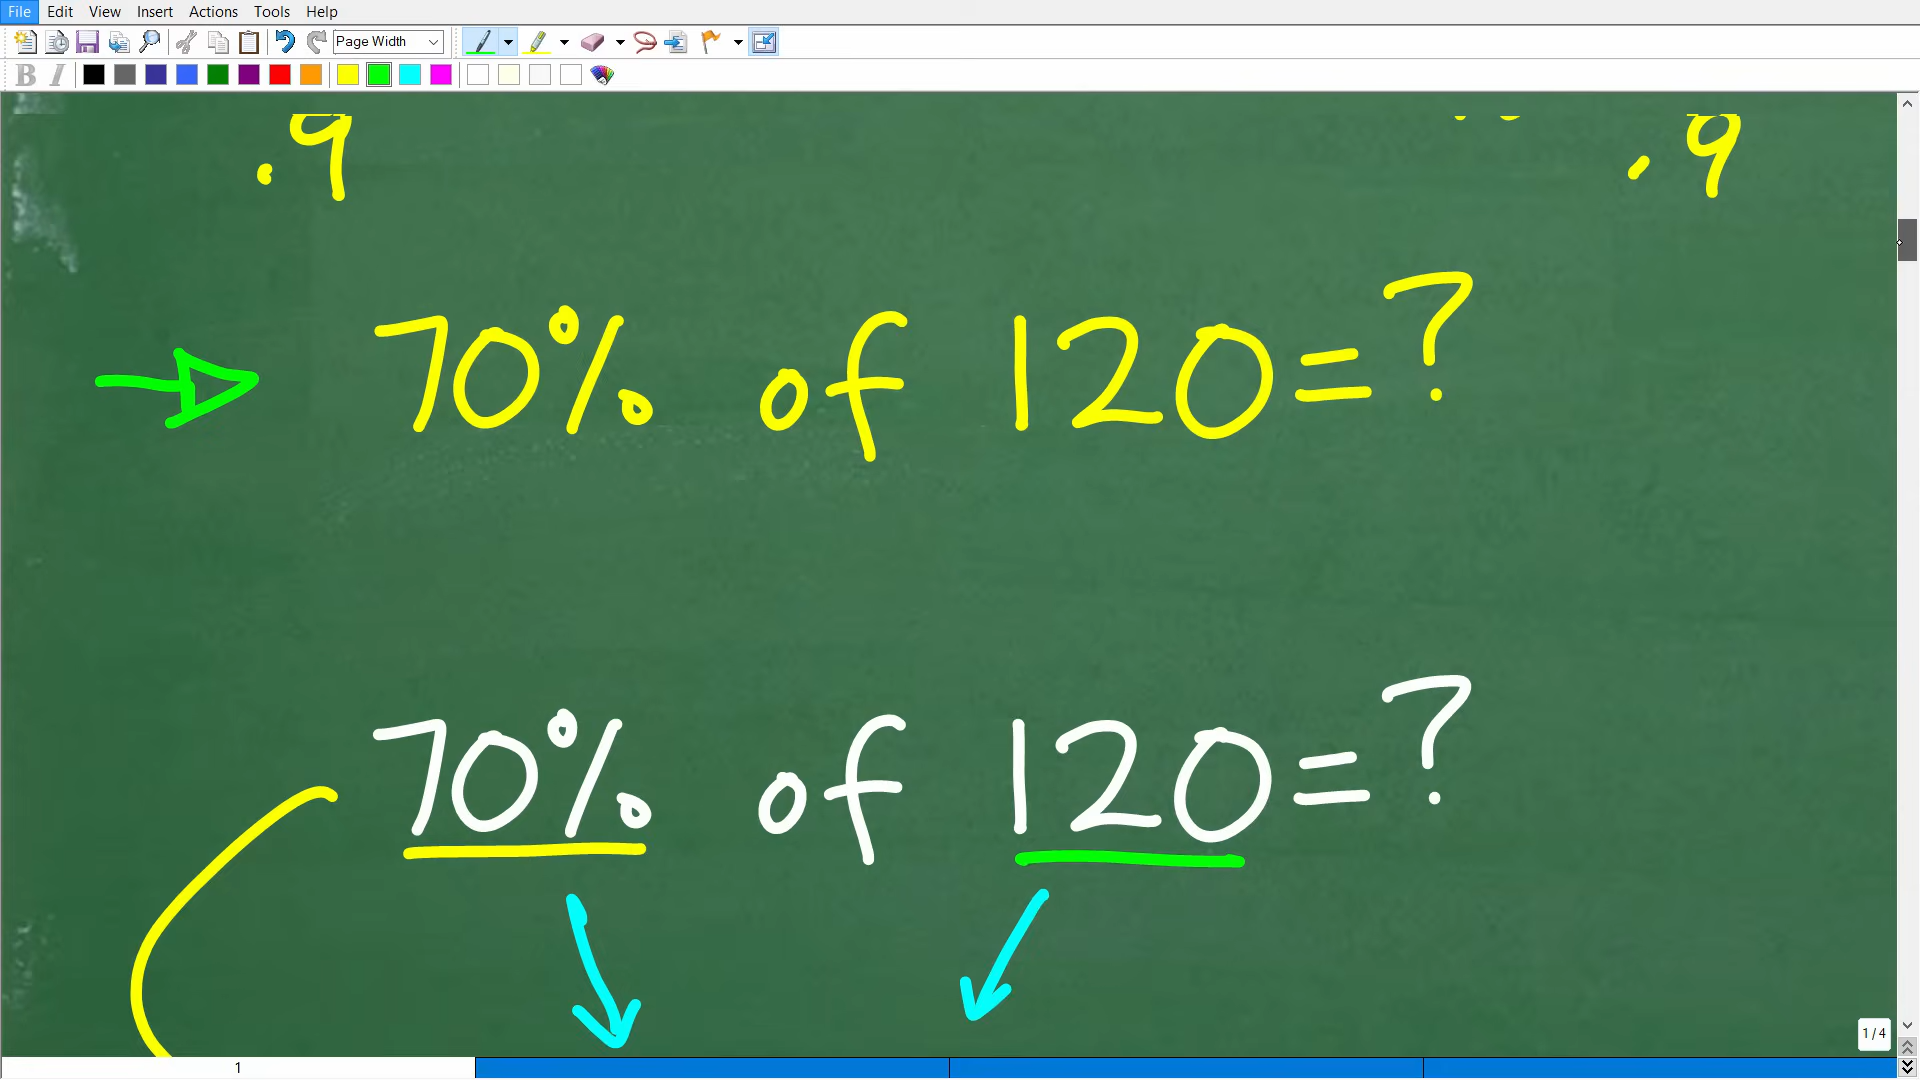 File Edit View Insert Actions Tools Help
Page Width
B I
.9 .9
70% of 120=?
70% of 120=?
1/4
1